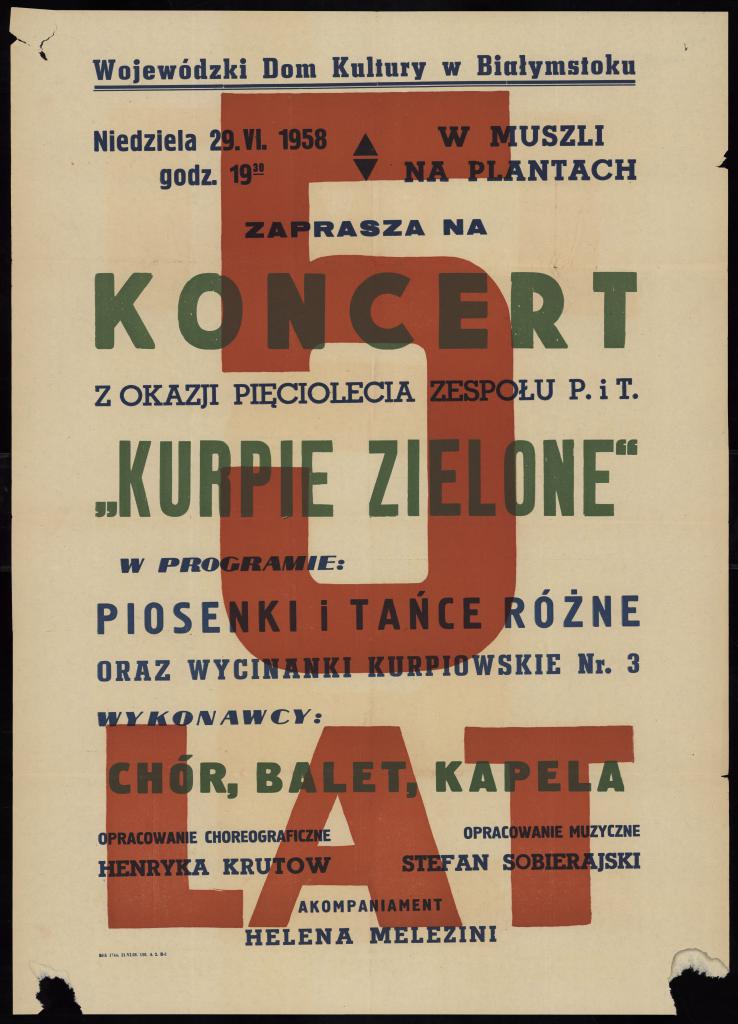 Wojewódzki Dom Kultury w Białymstoku
Niedziela 29. VI. 1958
godz. 19³⁰
W MUSZLI
NA PLANTACH
ZAPRASZA NA
KONCERT
Z OKAZJI PIĘCIOLECIA ZESPOŁU P. i T.
„KURPIE ZIELONE“
W PROGRAMIE:
PIOSENKI i TAŃCE RÓŻNE
ORAZ WYCINANKI KURPIOWSKIE Nr. 3
WYKONAWCY:
CHÓR, BALET, KAPELA
OPRACOWANIE CHOREOGRAFICZNE
HENRYKA KRUTOW
OPRACOWANIE MUZYCZNE
STEFAN SOBIERAJSKI
AKOMPANIAMENT
HELENA MELEZINI
5
LAT